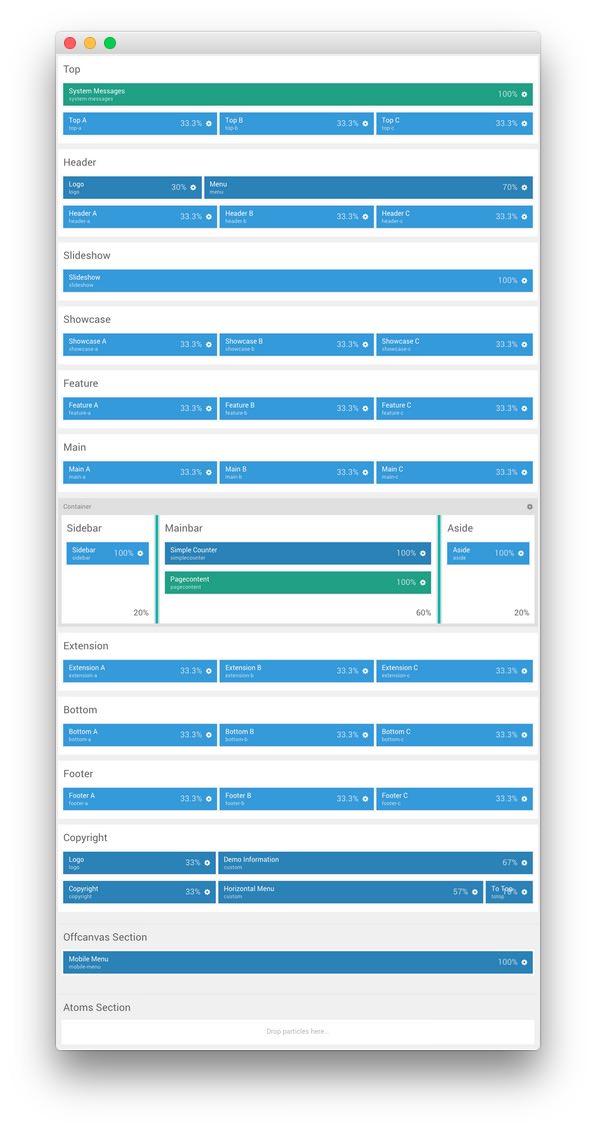 Top
System Messages 100%
system-messages
Top A 33.3% Top B 33.3% Top C 33.3%
top-a top-b top-c
Header
Logo 30% Menu 70%
logo menu
Header A 33.3% Header B 33.3% Header C 33.3%
header-a header-b header-c
Slideshow
Slideshow 100%
slideshow
Showcase
Showcase A 33.3% Showcase B 33.3% Showcase C 33.3%
showcase-a showcase-b showcase-c
Feature
Feature A 33.3% Feature B 33.3% Feature C 33.3%
feature-a feature-b feature-c
Main
Main A 33.3% Main B 33.3% Main C 33.3%
main-a main-b main-c
Container
Sidebar Mainbar Aside
Sidebar 100% Simple Counter 100% Aside 100%
sidebar simplecounter aside
Pagecontent 100%
pagecontent
20% 60% 20%
Extension
Extension A 33.3% Extension B 33.3% Extension C 33.3%
extension-a extension-b extension-c
Bottom
Bottom A 33.3% Bottom B 33.3% Bottom C 33.3%
bottom-a bottom-b bottom-c
Footer
Footer A 33.3% Footer B 33.3% Footer C 33.3%
footer-a footer-b footer-c
Copyright
Logo 33% Demo Information 67%
logo custom
Copyright 33% Horizontal Menu 57% To Top
copyright custom totop
Offcanvas Section
Mobile Menu 100%
mobile-menu
Atoms Section
Drop particles here...